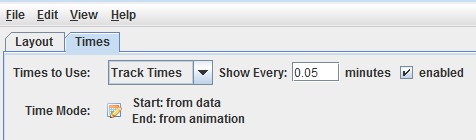 File Edit View Help
Layout Times
Times to Use: Track Times Show Every: 0.05 minutes enabled
Time Mode: Start: from data
End: from animation